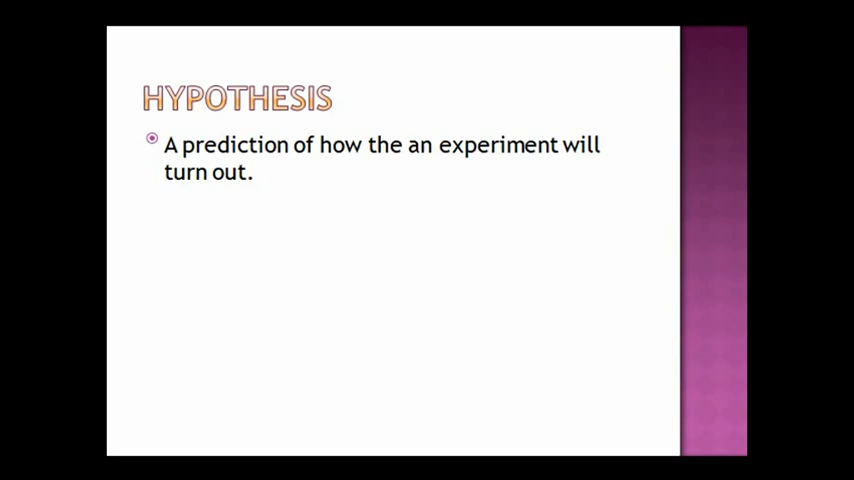 HYPOTHESIS
A prediction of how the an experiment will
turn out.